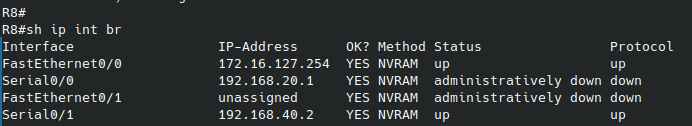 R8#
R8#sh ip int br
Interface                  IP-Address      OK? Method Status                Protocol
FastEthernet0/0            172.16.127.254  YES NVRAM  up                    up
Serial0/0                  192.168.20.1    YES NVRAM  administratively down down
FastEthernet0/1            unassigned      YES NVRAM  administratively down down
Serial0/1                  192.168.40.2    YES NVRAM  up                    up